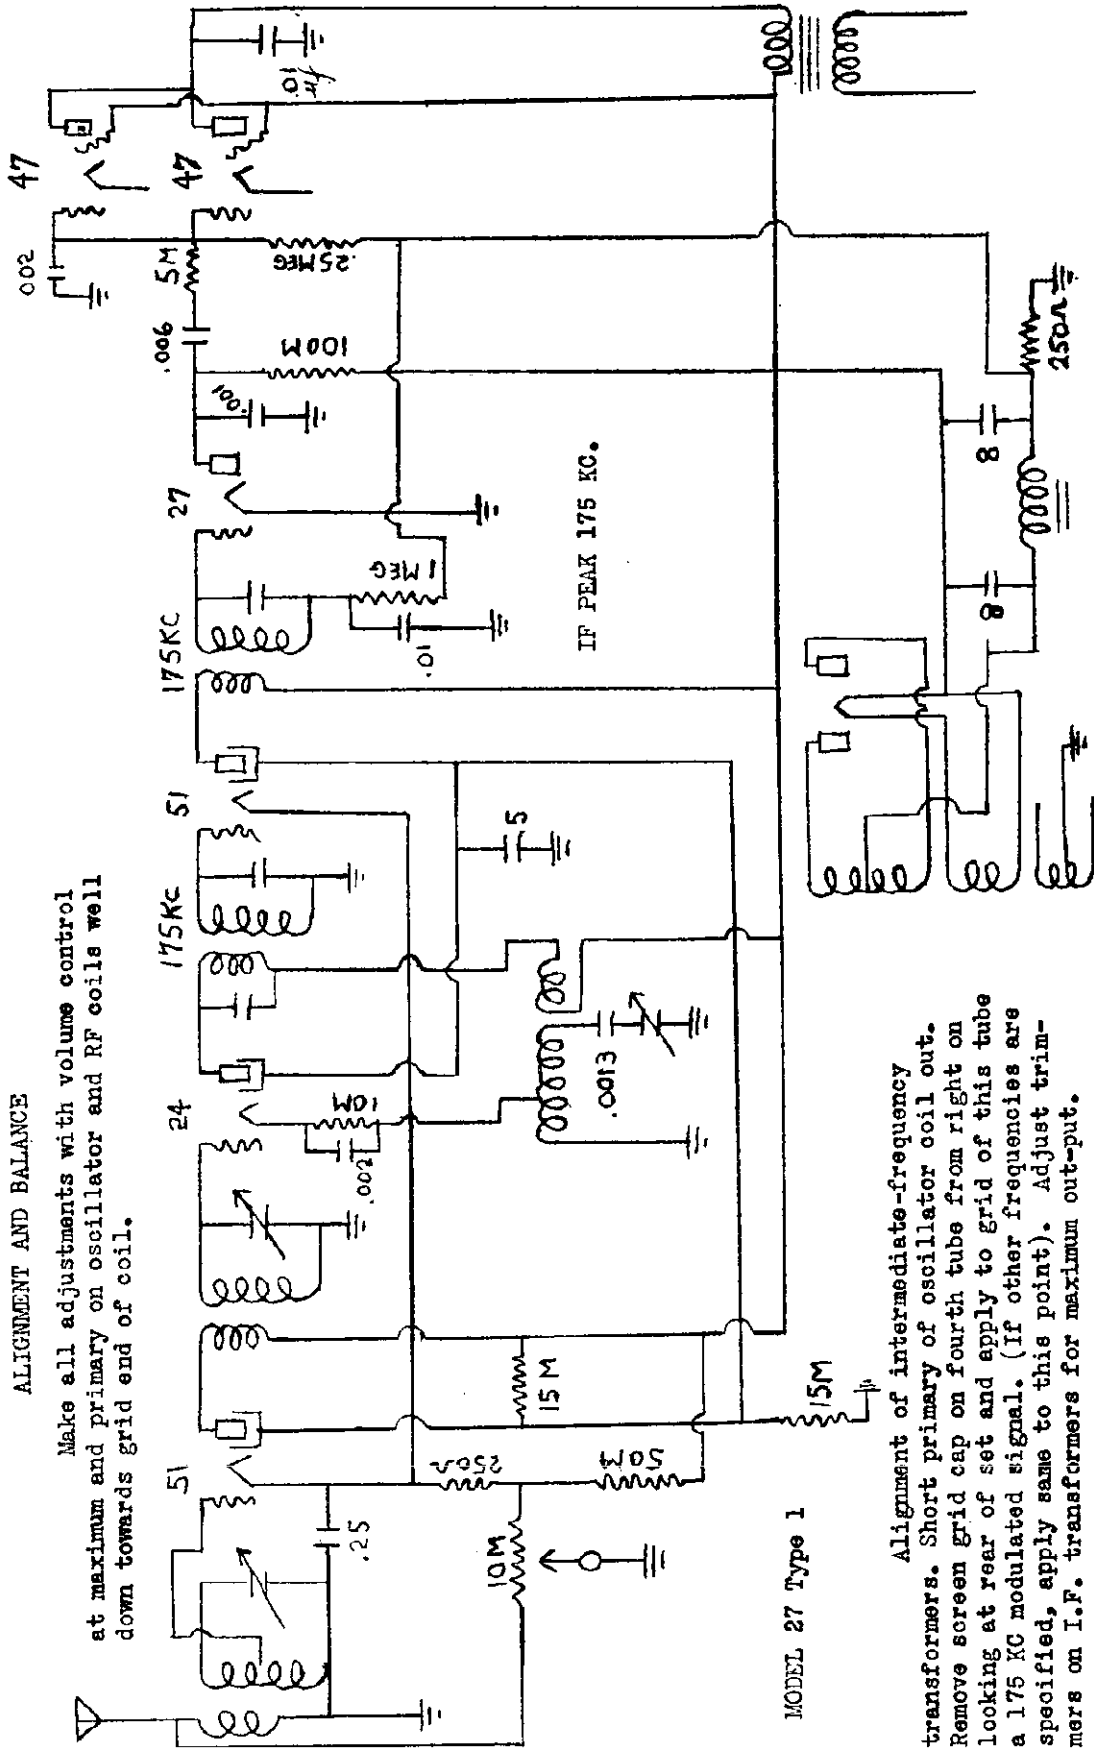 ALIGNMENT AND BALANCE
Make all adjustments with volume control
at maximum and primary on oscillator and RF coils well
down towards grid end of coil.
51
24
175KC
51
175KC
27
.006
5M
.002
47
47
.001
100M
.25MEG
.01
μf
.25
250Ω
10M
50M
15M
15M
10M
.002
.0013
5
.01
1MEG
IF PEAK 175 KC.
8
8
250Ω
MODEL 27 Type 1
Alignment of intermediate-frequency
transformers. Short primary of oscillator coil out.
Remove screen grid cap on fourth tube from right on
looking at rear of set and apply to grid of this tube
a 175 KC modulated signal. (If other frequencies are
specified, apply same to this point). Adjust trim-
mers on I.F. transformers for maximum out-put.